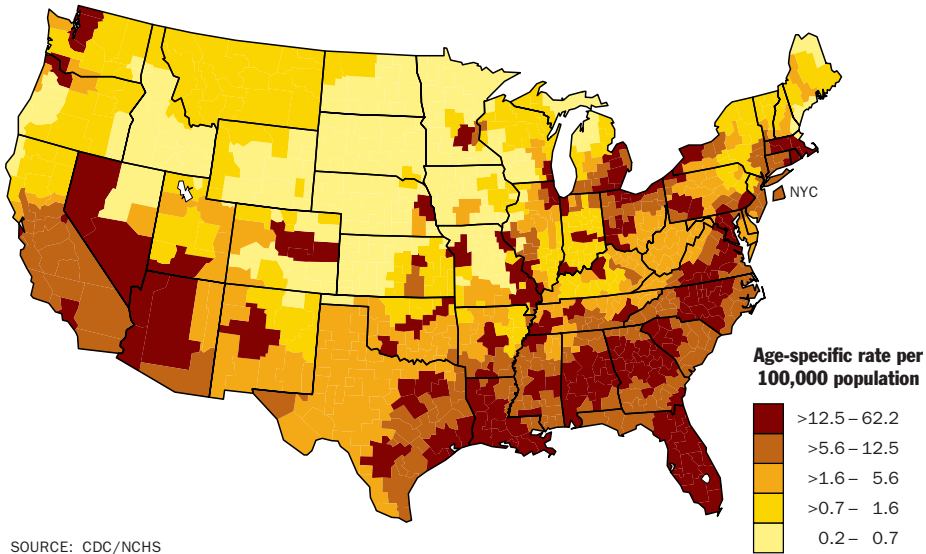 NYC
Age-specific rate per
100,000 population
>12.5 – 62.2
>5.6 – 12.5
>1.6 – 5.6
>0.7 – 1.6
0.2 – 0.7
SOURCE: CDC/NCHS